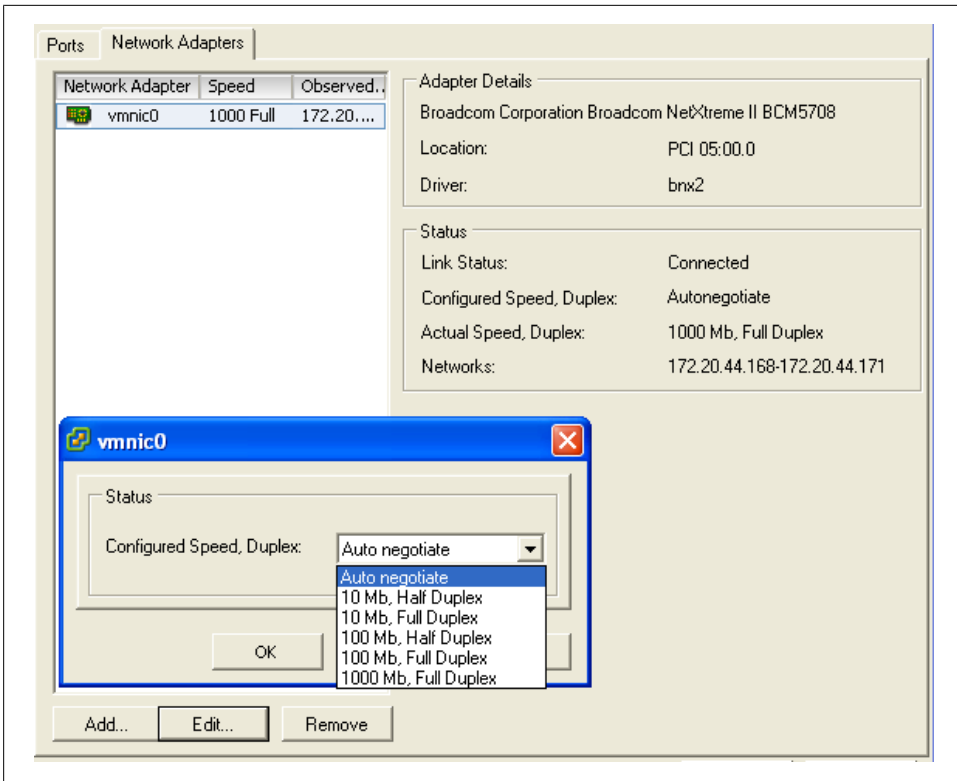 Ports Network Adapters
Network Adapter Speed Observed..
vmnic0 1000 Full 172.20....
Adapter Details
Broadcom Corporation Broadcom NetXtreme II BCM5708
Location: PCI 05:00.0
Driver: bnx2
Status
Link Status: Connected
Configured Speed, Duplex: Autonegotiate
Actual Speed, Duplex: 1000 Mb, Full Duplex
Networks: 172.20.44.168-172.20.44.171
vmnic0
Status
Configured Speed, Duplex: Auto negotiate
Auto negotiate
10 Mb, Half Duplex
10 Mb, Full Duplex
100 Mb, Half Duplex
100 Mb, Full Duplex
1000 Mb, Full Duplex
OK
Add... Edit... Remove